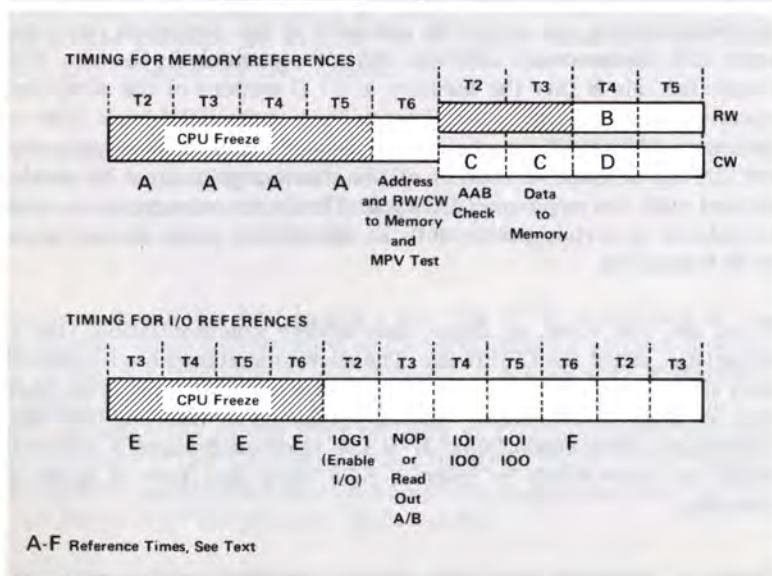 TIMING FOR MEMORY REFERENCES
T2 T3 T4 T5 T6 T2 T3 T4 T5
CPU Freeze
B
RW
C C D
CW
A A A A
Address
and RW/CW
to Memory
and
MPV Test
AAB
Check
Data
to
Memory
TIMING FOR I/O REFERENCES
T3 T4 T5 T6 T2 T3 T4 T5 T6 T2 T3
CPU Freeze
E E E E
IOG1
(Enable
I/O)
NOP
or
Read
Out
A/B
IOI
IOO
IOI
IOO
F
A-F Reference Times, See Text